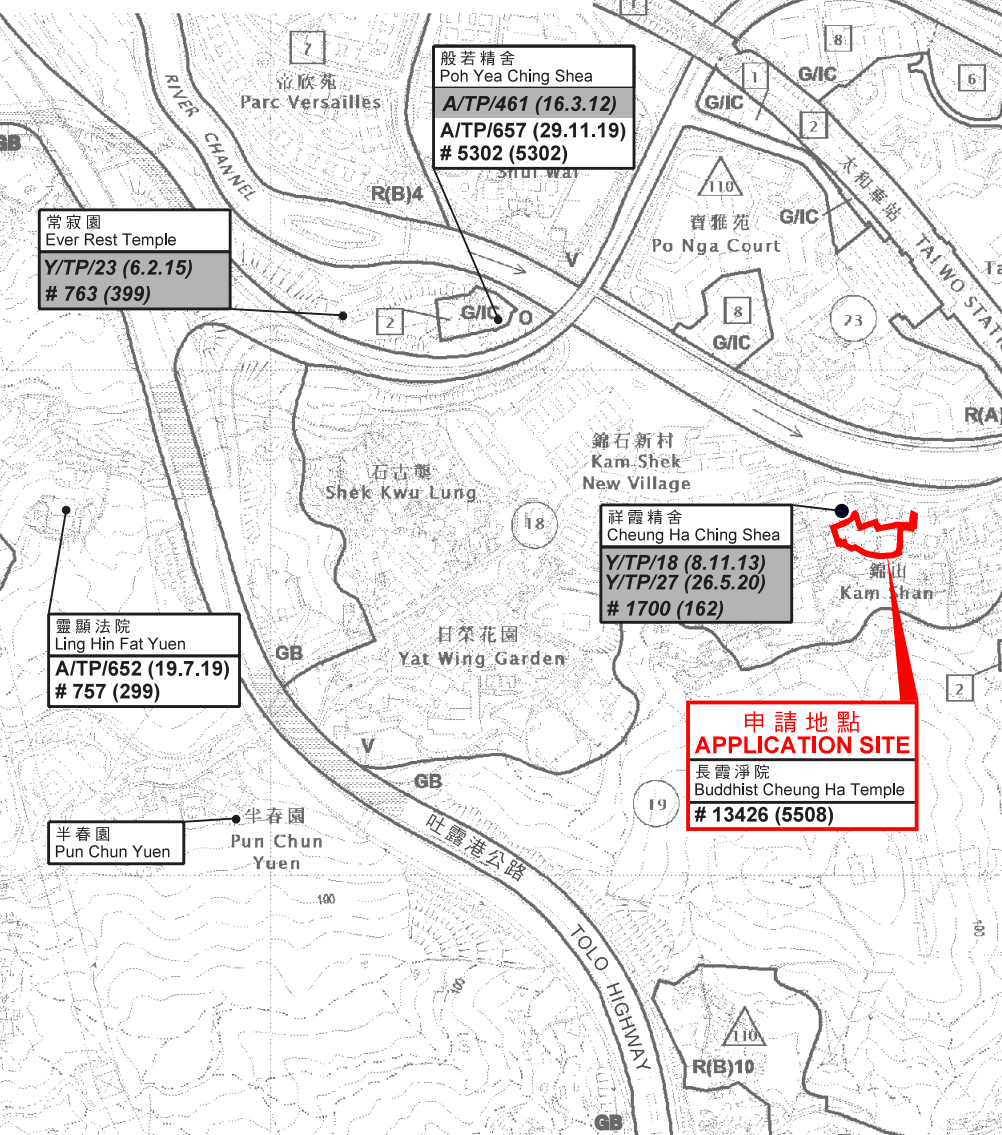 1
7
帝欣苑
Parc Versailles
RIVER CHANNEL
般若精舍
Poh Yea Ching Shea
A/TP/461 (16.3.12)
A/TP/657 (29.11.19)
# 5302 (5302)
Shui Wai
8
G/IC
1
G/IC
6
2
GB
R(B)4
110
寶雅苑
Po Nga Court
G/IC
太和車站
TAI WO STATI
Ta
常寂園
Ever Rest Temple
Y/TP/23 (6.2.15)
# 763 (399)
V
2
G/IC
O
8
G/IC
23
R(A)
石古壟
Shek Kwu Lung
18
錦石新村
Kam Shek
New Village
祥霞精舍
Cheung Ha Ching Shea
Y/TP/18 (8.11.13)
Y/TP/27 (26.5.20)
# 1700 (162)
錦山
Kam Shan
靈顯法院
Ling Hin Fat Yuen
A/TP/652 (19.7.19)
# 757 (299)
GB
日榮花園
Yat Wing Garden
2
申請地點
APPLICATION SITE
長霞淨院
Buddhist Cheung Ha Temple
# 13426 (5508)
V
GB
19
半春園
Pun Chun Yuen
半春園
Pun Chun
Yuen
吐露港公路
TOLO HIGHWAY
100
100
100
110
R(B)10
GB